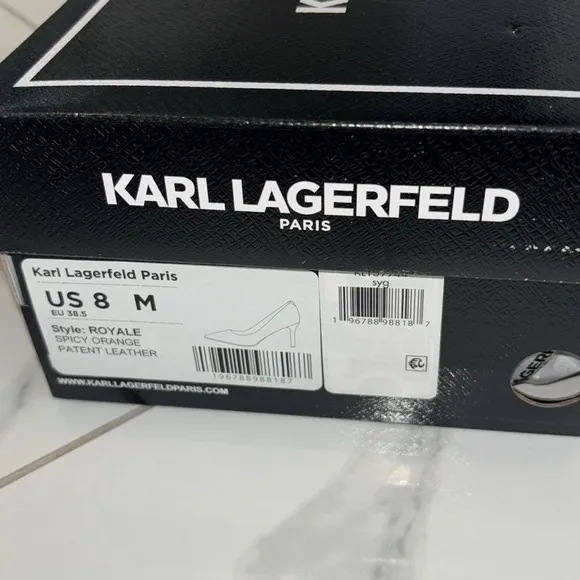 KARL LAGERFELD
PARIS
Karl Lagerfeld Paris
US 8 M
EU 38.5
Style: ROYALE
SPICY ORANGE
PATENT LEATHER
196788988187
WWW.KARLLAGERFELDPARIS.COM
syg
1 96788 98818 7